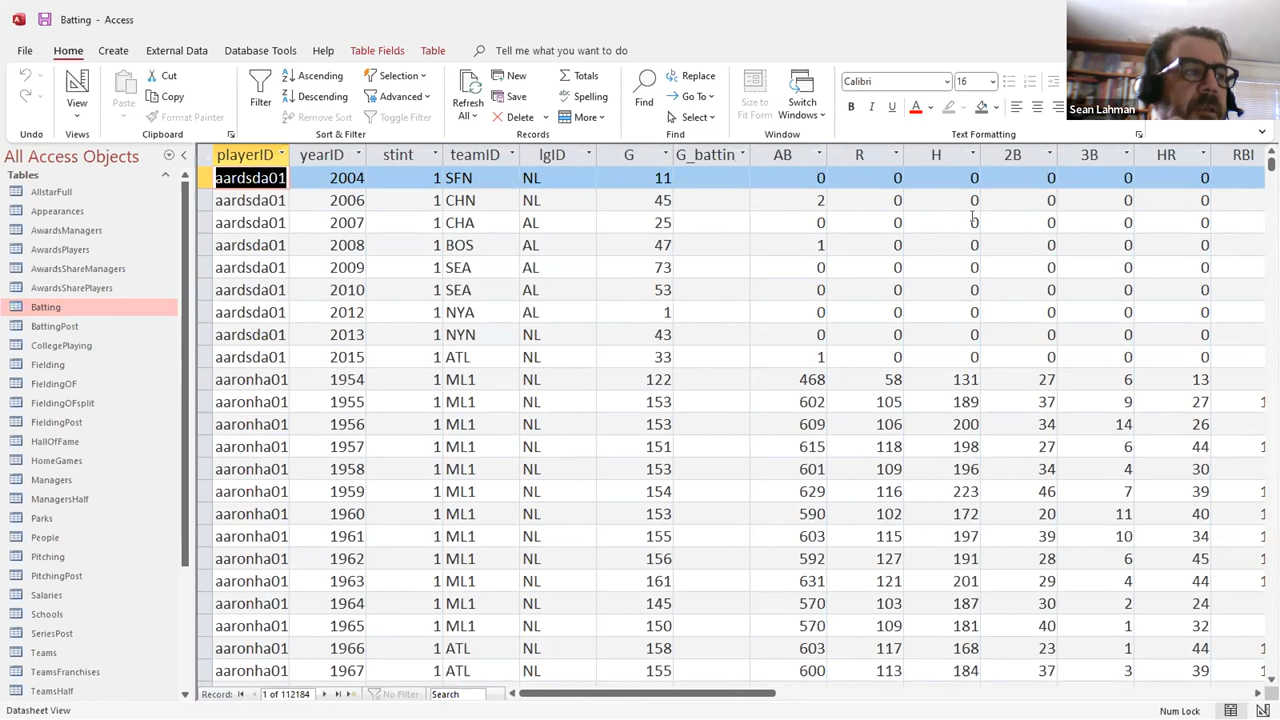 Batting - Access
File Home Create External Data Database Tools Help Table Fields Table Tell me what you want to do
View Paste Cut Copy Format Painter Filter Ascending Descending Remove Sort Selection Advanced Toggle Filter Refresh All New Save Delete Totals Spelling More Find Replace Go To Select Size to Fit Form Switch Windows Calibri 16 B I U A
Undo Views Clipboard Sort & Filter Records Find Window Text Formatting
Sean Lahman
All Access Objects
Tables
AllstarFull
Appearances
AwardsManagers
AwardsPlayers
AwardsShareManagers
AwardsSharePlayers
Batting
BattingPost
CollegePlaying
Fielding
FieldingOF
FieldingOFsplit
FieldingPost
HallOfFame
HomeGames
Managers
ManagersHalf
Parks
People
Pitching
PitchingPost
Salaries
Schools
SeriesPost
Teams
TeamsFranchises
TeamsHalf
playerID yearID stint teamID lgID G G_battin AB R H 2B 3B HR RBI
aardsda01 2004 1 SFN NL 11 0 0 0 0 0 0
aardsda01 2006 1 CHN NL 45 2 0 0 0 0 0
aardsda01 2007 1 CHA AL 25 0 0 0 0 0 0
aardsda01 2008 1 BOS AL 47 1 0 0 0 0 0
aardsda01 2009 1 SEA AL 73 0 0 0 0 0 0
aardsda01 2010 1 SEA AL 53 0 0 0 0 0 0
aardsda01 2012 1 NYA AL 1 0 0 0 0 0 0
aardsda01 2013 1 NYN NL 43 0 0 0 0 0 0
aardsda01 2015 1 ATL NL 33 1 0 0 0 0 0
aaronha01 1954 1 ML1 NL 122 468 58 131 27 6 13
aaronha01 1955 1 ML1 NL 153 602 105 189 37 9 27 1
aaronha01 1956 1 ML1 NL 153 609 106 200 34 14 26
aaronha01 1957 1 ML1 NL 151 615 118 198 27 6 44 1
aaronha01 1958 1 ML1 NL 153 601 109 196 34 4 30
aaronha01 1959 1 ML1 NL 154 629 116 223 46 7 39 1
aaronha01 1960 1 ML1 NL 153 590 102 172 20 11 40 1
aaronha01 1961 1 ML1 NL 155 603 115 197 39 10 34 1
aaronha01 1962 1 ML1 NL 156 592 127 191 28 6 45 1
aaronha01 1963 1 ML1 NL 161 631 121 201 29 4 44 1
aaronha01 1964 1 ML1 NL 145 570 103 187 30 2 24
aaronha01 1965 1 ML1 NL 150 570 109 181 40 1 32
aaronha01 1966 1 ATL NL 158 603 117 168 23 1 44 1
aaronha01 1967 1 ATL NL 155 600 113 184 37 3 39 1
Record: 1 of 112184 No Filter Search
Datasheet View Num Lock